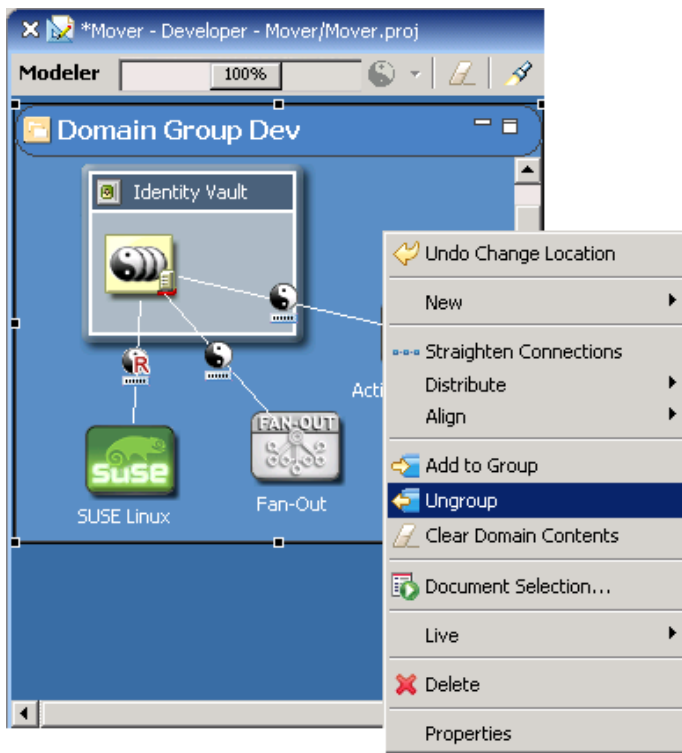 *Mover - Developer - Mover/Mover.proj
Modeler
100%
Domain Group Dev
Identity Vault
R
Acti
SUSE
SUSE Linux
FAN-OUT
Fan-Out
Undo Change Location
New
Straighten Connections
Distribute
Align
Add to Group
Ungroup
Clear Domain Contents
Document Selection...
Live
Delete
Properties